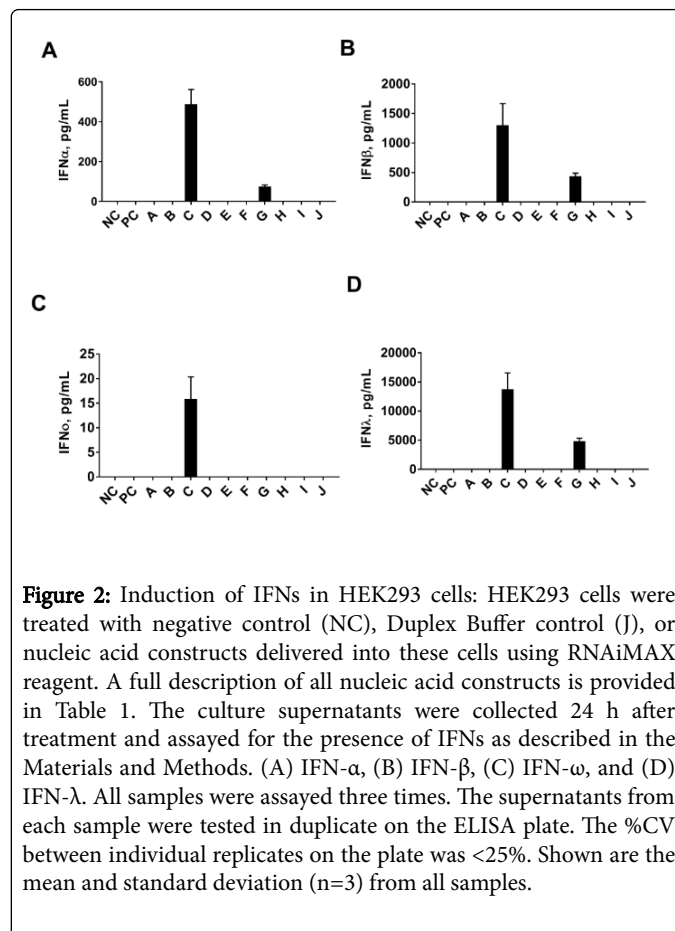 A
B
IFNα, pg/mL
600
400
200
0
NC PC A B C D E F G H I J
IFNβ, pg/mL
2000
1500
1000
500
0
NC PC A B C D E F G H I J
C
D
IFNo, pg/mL
25
20
15
10
5
0
NC PC A B C D E F G H I J
IFNλ, pg/mL
20000
15000
10000
5000
0
NC PC A B C D E F G H I J
Figure 2: Induction of IFNs in HEK293 cells: HEK293 cells were
treated with negative control (NC), Duplex Buffer control (J), or
nucleic acid constructs delivered into these cells using RNAiMAX
reagent. A full description of all nucleic acid constructs is provided
in Table 1. The culture supernatants were collected 24 h after
treatment and assayed for the presence of IFNs as described in the
Materials and Methods. (A) IFN-α, (B) IFN-β, (C) IFN-ω, and (D)
IFN-λ. All samples were assayed three times. The supernatants from
each sample were tested in duplicate on the ELISA plate. The %CV
between individual replicates on the plate was <25%. Shown are the
mean and standard deviation (n=3) from all samples.